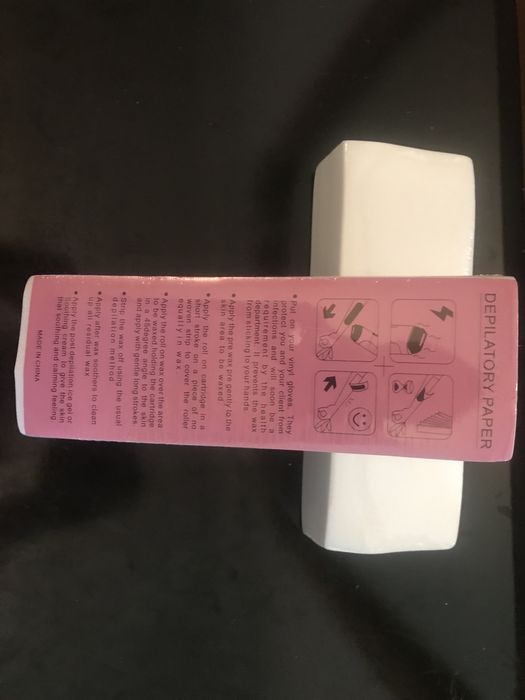 DEPILATORY PAPER
• Put on your vinyl gloves. They
protect you and your client from
infections and will soon be a
requirement by the health
department. It prevents the wax
from sticking to your hands.
• Apply the pre wax pre gently to the
skin area to be waxed
• Apply the roll on cartridge in a
short strokes on a piece of no
woven strip to cover the roller
equally in wax
• Apply the roll on wax over the area
to be waxed holding the cartridge
in a 45degree angle to the skin
and apply with gentle long strokes.
• Strip the wax off using the usual
depilation method
• Apply after wax soothers to clean
up all residual wax
• Apply the post depilation ice gel or
soothing cream to give the skin
that soothing and calming feeling
MADE IN CHINA